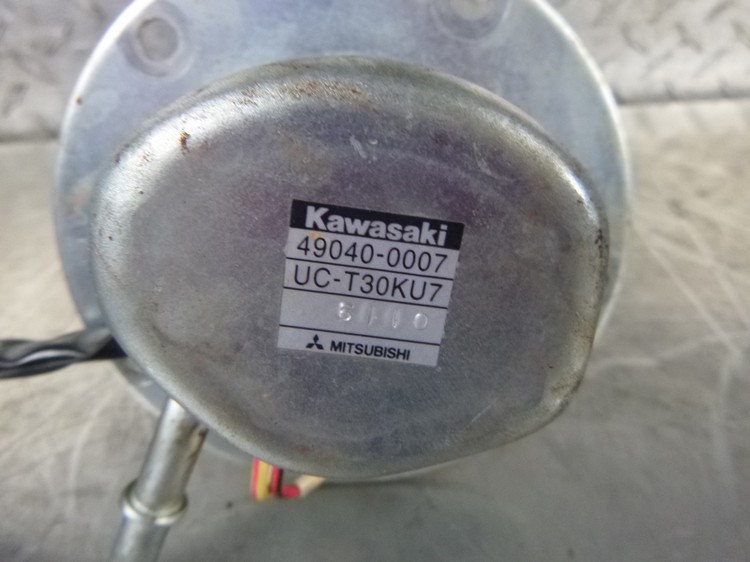 Kawasaki
49040-0007
UC-T30KU7
MITSUBISHI